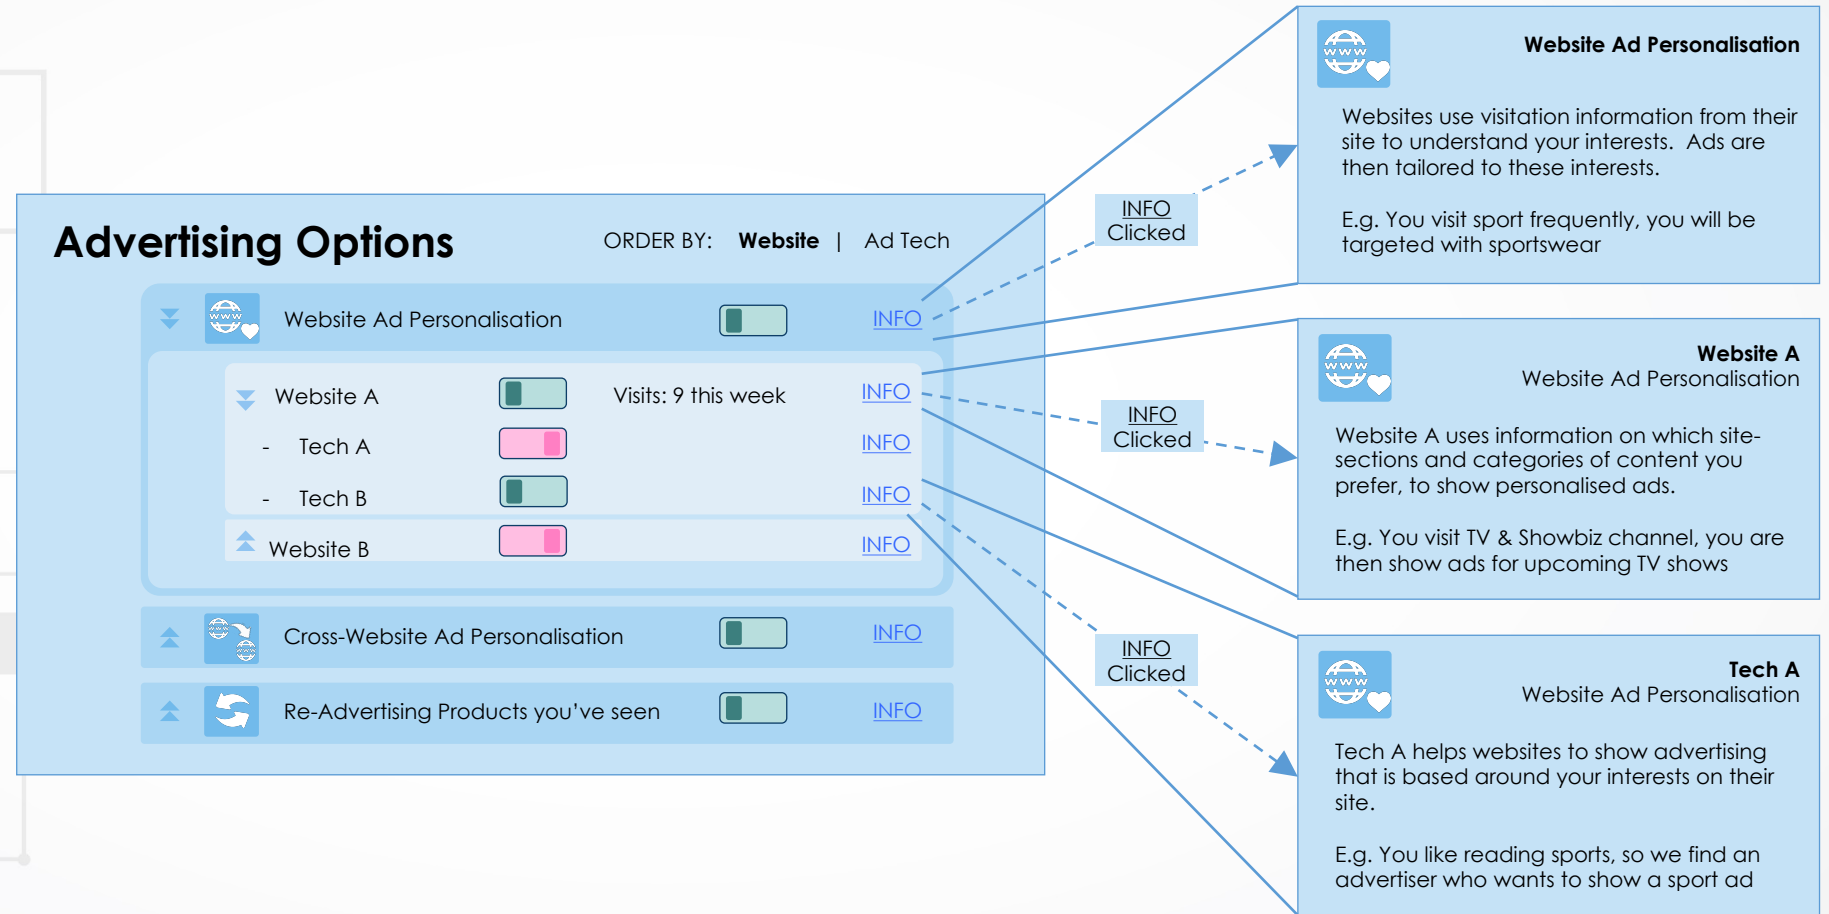 Advertising Options
ORDER BY: Website | Ad Tech
www
Website Ad Personalisation
INFO
Website A
Visits: 9 this week
INFO
- Tech A
INFO
- Tech B
INFO
Website B
INFO
www
www
Cross-Website Ad Personalisation
INFO
Re-Advertising Products you've seen
INFO
INFO
Clicked
INFO
Clicked
INFO
Clicked
www
Website Ad Personalisation
Websites use visitation information from their
site to understand your interests. Ads are
then tailored to these interests.
E.g. You visit sport frequently, you will be
targeted with sportswear
www
Website A
Website Ad Personalisation
Website A uses information on which site-
sections and categories of content you
prefer, to show personalised ads.
E.g. You visit TV & Showbiz channel, you are
then show ads for upcoming TV shows
www
Tech A
Website Ad Personalisation
Tech A helps websites to show advertising
that is based around your interests on their
site.
E.g. You like reading sports, so we find an
advertiser who wants to show a sport ad